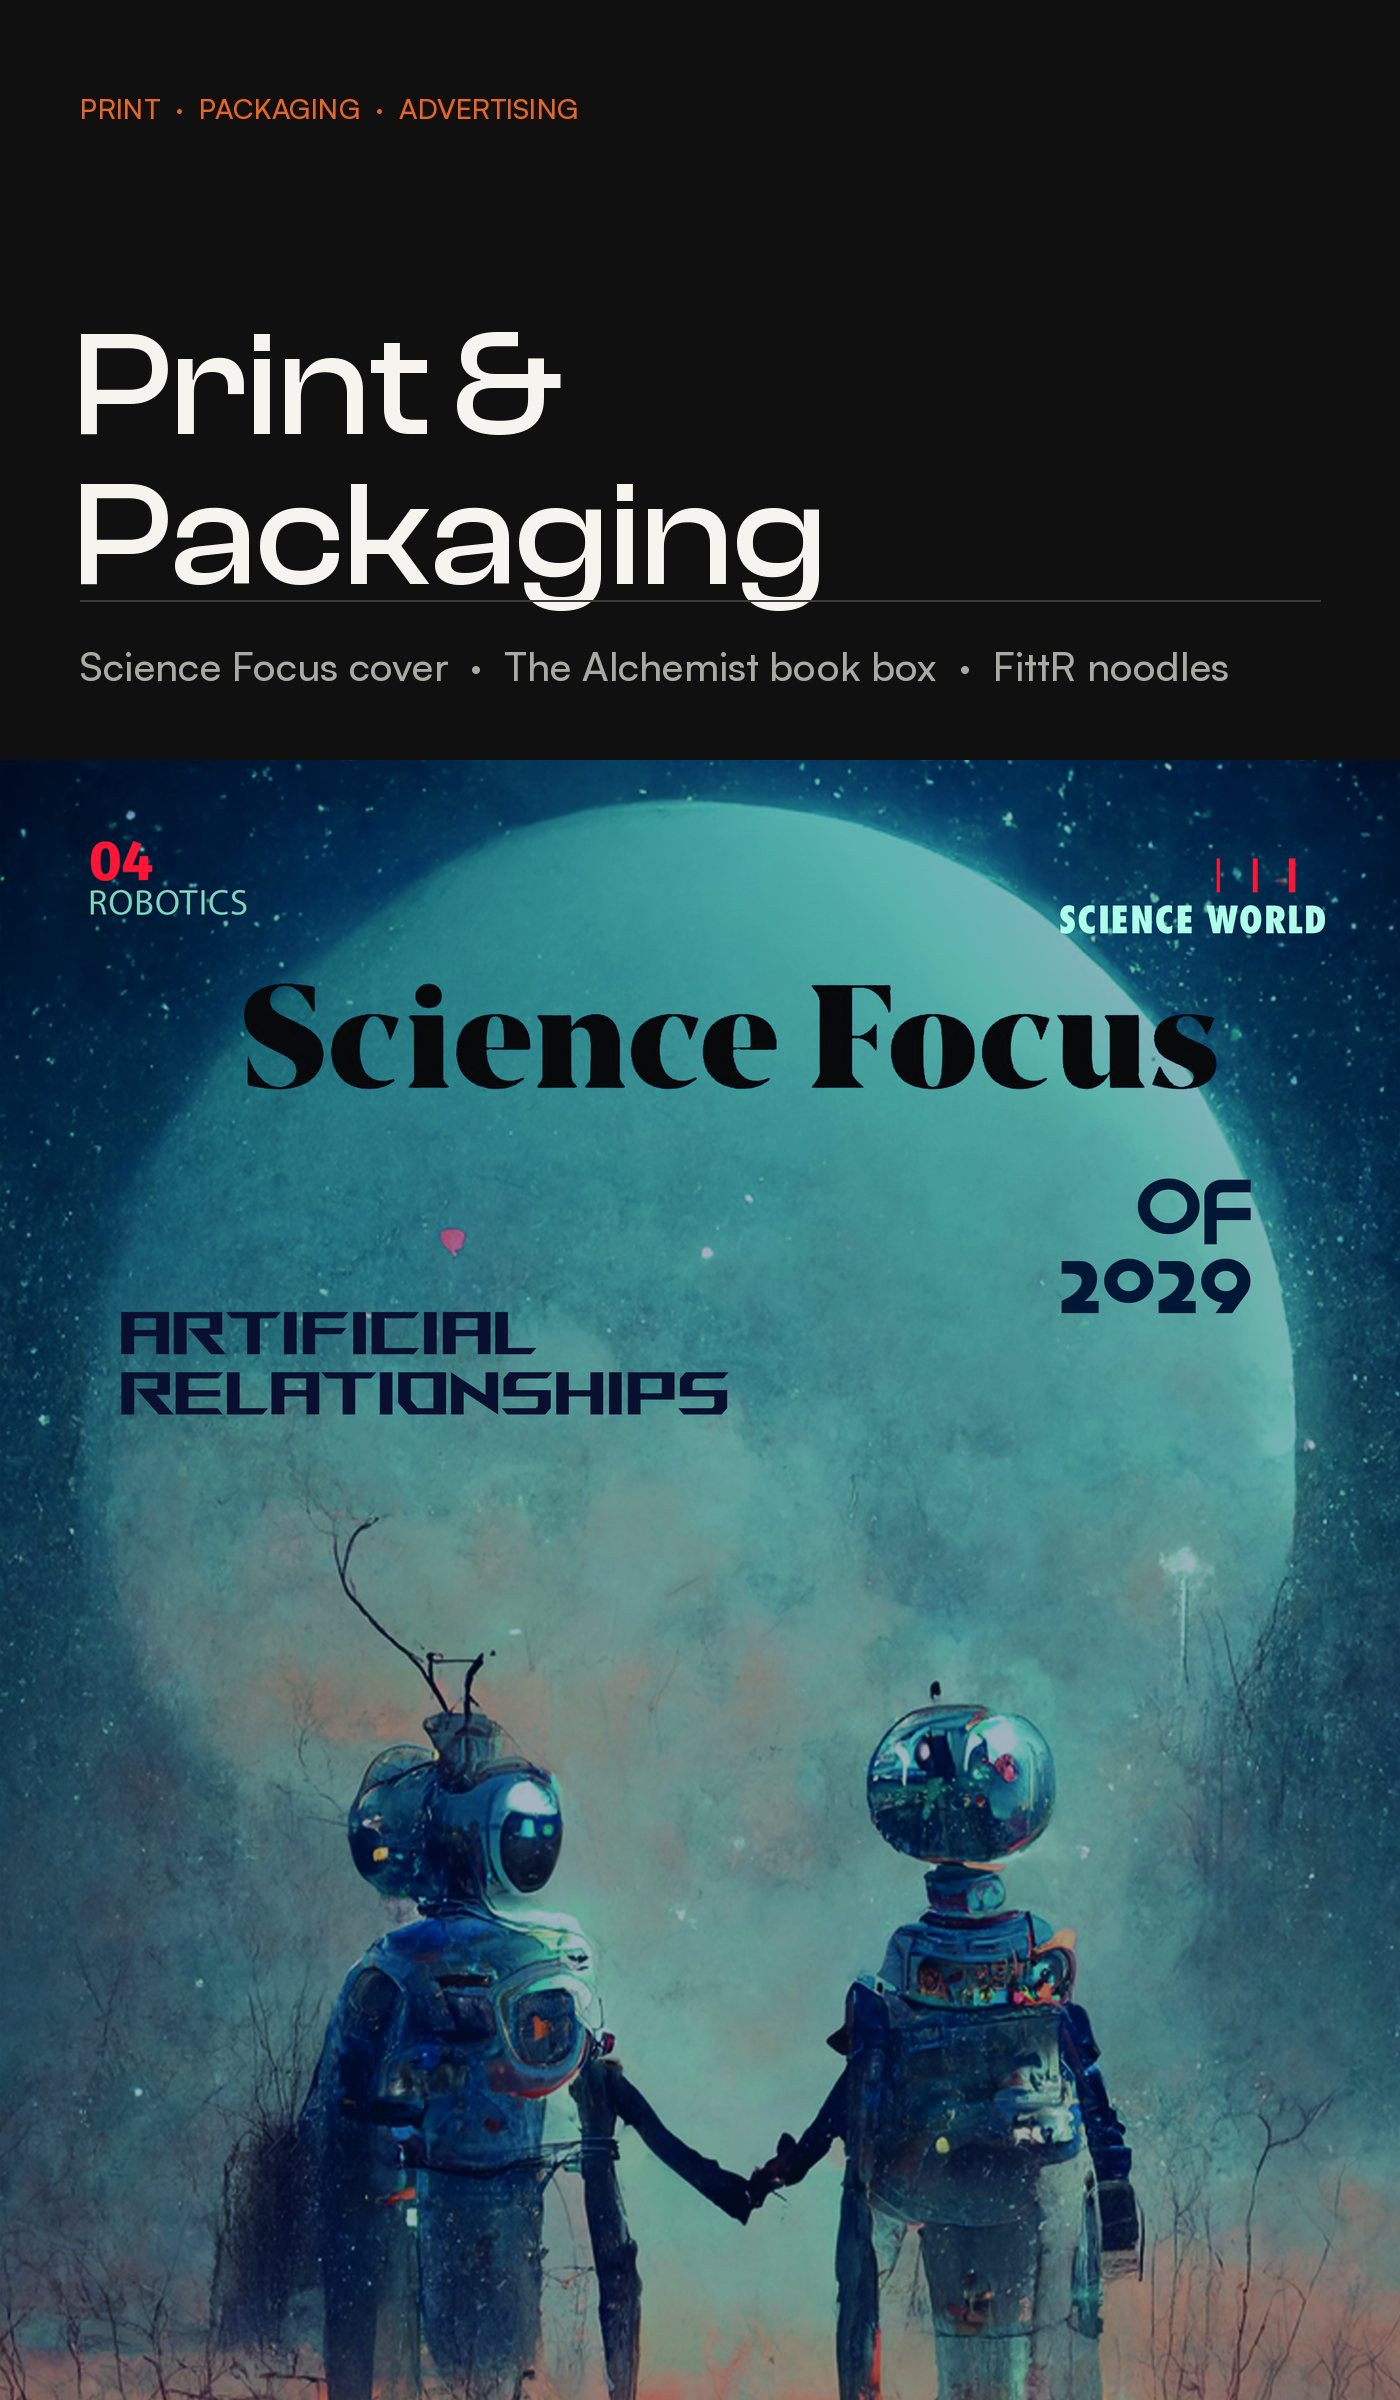 PRINT • PACKAGING • ADVERTISING
Print &
Packaging
Science Focus cover • The Alchemist book box • FittR noodles
04
ROBOTICS
SCIENCE WORLD
Science Focus
OF
2029
ARTIFICIAL
RELATIONSHIPS